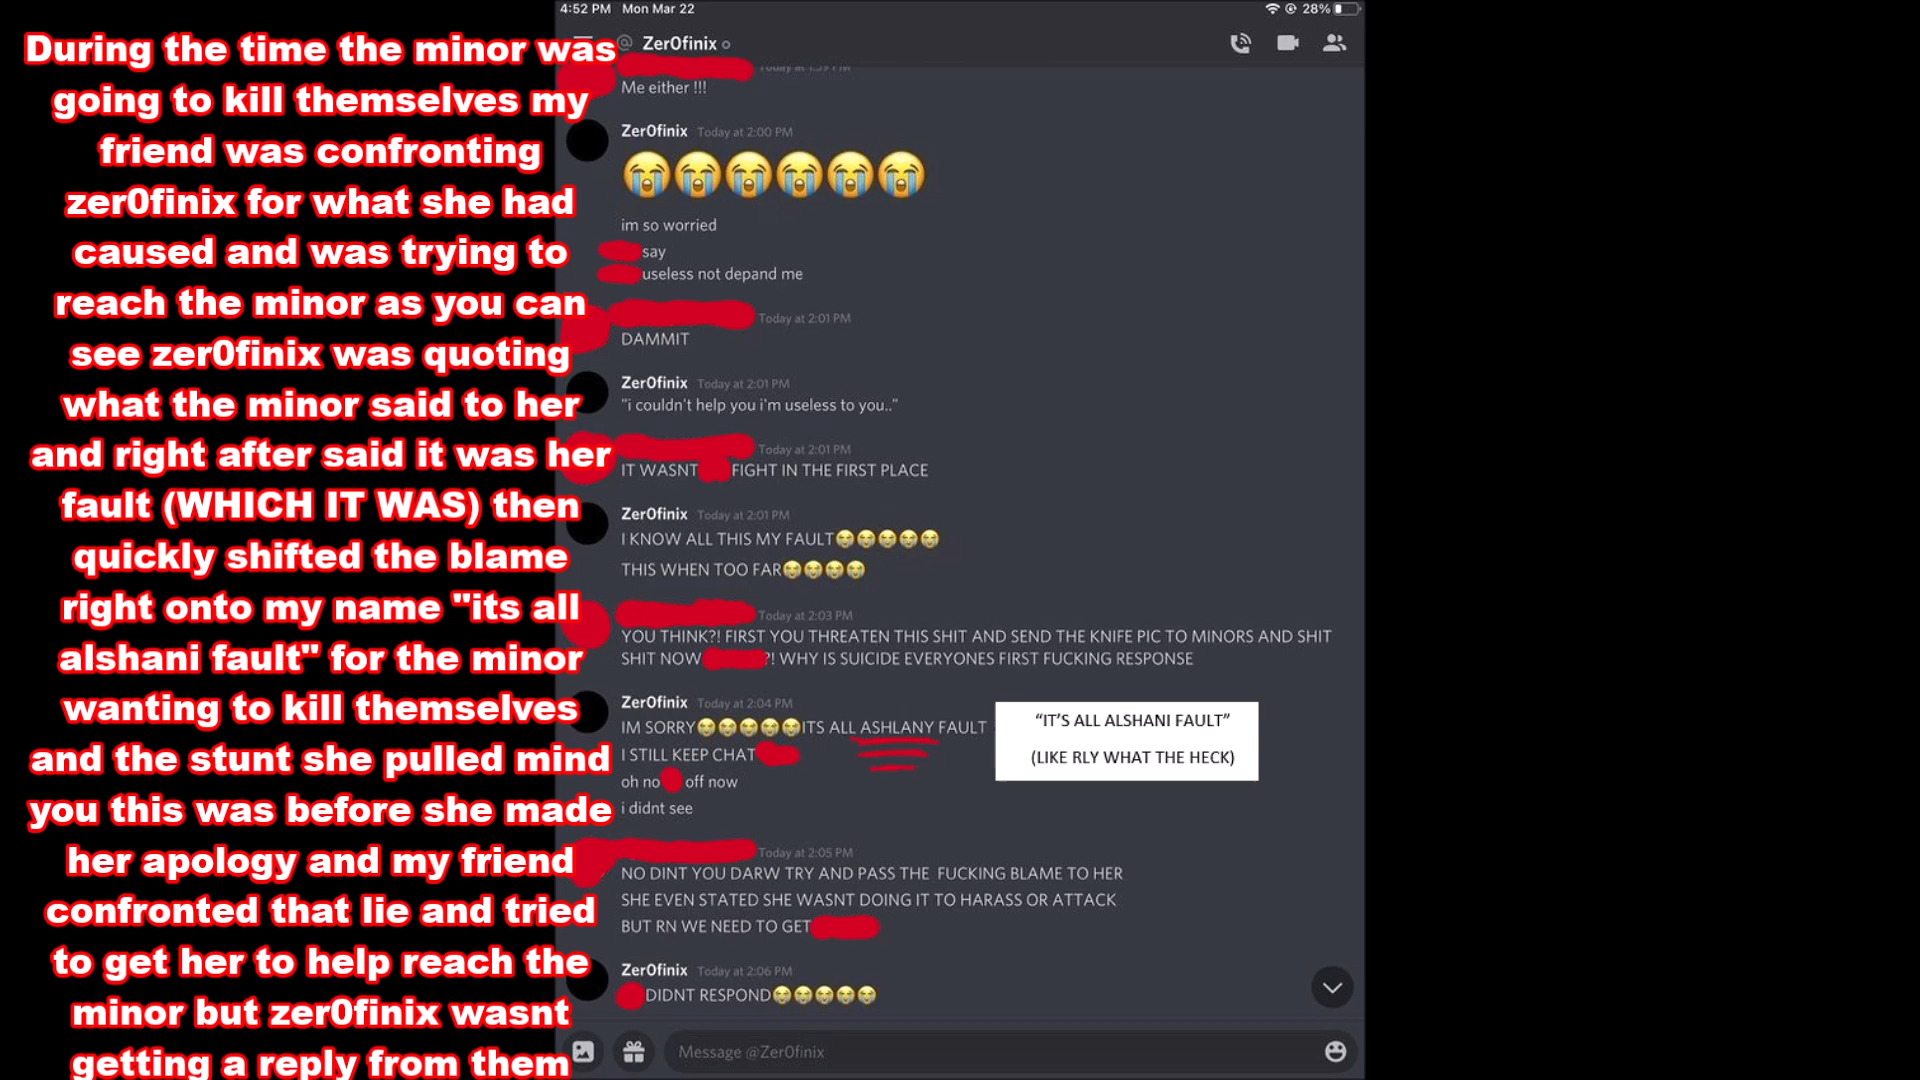 During the time the minor was
going to kill themselves my
friend was confronting
zer0finix for what she had
caused and was trying to
reach the minor as you can
see zer0finix was quoting
what the minor said to her
and right after said it was her
fault (WHICH IT WAS) then
quickly shifted the blame
right onto my name "its all
alshani fault" for the minor
wanting to kill themselves
and the stunt she pulled mind
you this was before she made
her apology and my friend
confronted that lie and tried
to get her to help reach the
minor but zer0finix wasnt
getting a reply from them
4:52 PM Mon Mar 22
28%
@ Zer0finix
Today at 1:59 PM
Me either !!!
Zer0finix Today at 2:00 PM
im so worried
say
useless not depand me
Today at 2:01 PM
DAMMIT
Zer0finix Today at 2:01 PM
"i couldn't help you i'm useless to you.."
Today at 2:01 PM
IT WASNT FIGHT IN THE FIRST PLACE
Zer0finix Today at 2:01 PM
I KNOW ALL THIS MY FAULT😭😭😭😭😭
THIS WHEN TOO FAR😭😭😭😭
Today at 2:03 PM
YOU THINK?! FIRST YOU THREATEN THIS SHIT AND SEND THE KNIFE PIC TO MINORS AND SHIT
SHIT NOW ?! WHY IS SUICIDE EVERYONES FIRST FUCKING RESPONSE
Zer0finix Today at 2:04 PM
IM SORRY😭😭😭😭😭ITS ALL ASHLANY FAULT
I STILL KEEP CHAT
oh no off now
i didnt see
"IT'S ALL ALSHANI FAULT"
(LIKE RLY WHAT THE HECK)
Today at 2:05 PM
NO DINT YOU DARW TRY AND PASS THE FUCKING BLAME TO HER
SHE EVEN STATED SHE WASNT DOING IT TO HARASS OR ATTACK
BUT RN WE NEED TO GET
Zer0finix Today at 2:06 PM
DIDNT RESPOND😭😭😭😭😭
Message @Zer0finix